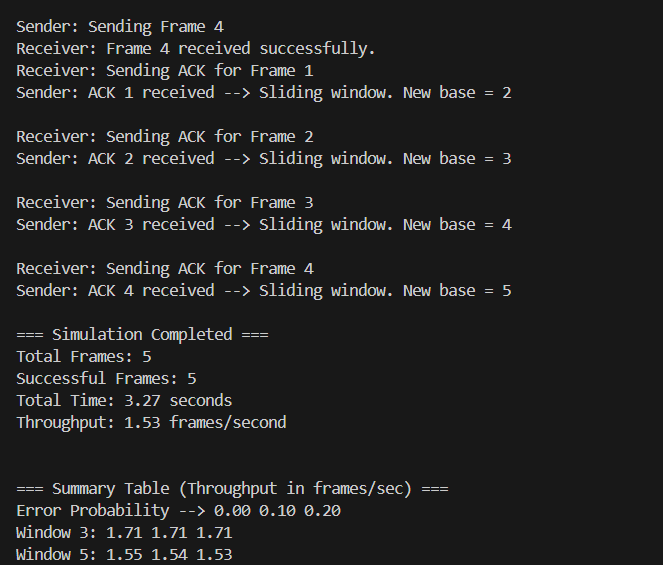 Sender: Sending Frame 4
Receiver: Frame 4 received successfully.
Receiver: Sending ACK for Frame 1
Sender: ACK 1 received --> Sliding window. New base = 2
Receiver: Sending ACK for Frame 2
Sender: ACK 2 received --> Sliding window. New base = 3
Receiver: Sending ACK for Frame 3
Sender: ACK 3 received --> Sliding window. New base = 4
Receiver: Sending ACK for Frame 4
Sender: ACK 4 received --> Sliding window. New base = 5
=== Simulation Completed ===
Total Frames: 5
Successful Frames: 5
Total Time: 3.27 seconds
Throughput: 1.53 frames/second
=== Summary Table (Throughput in frames/sec) ===
Error Probability --> 0.00 0.10 0.20
Window 3: 1.71 1.71 1.71
Window 5: 1.55 1.54 1.53